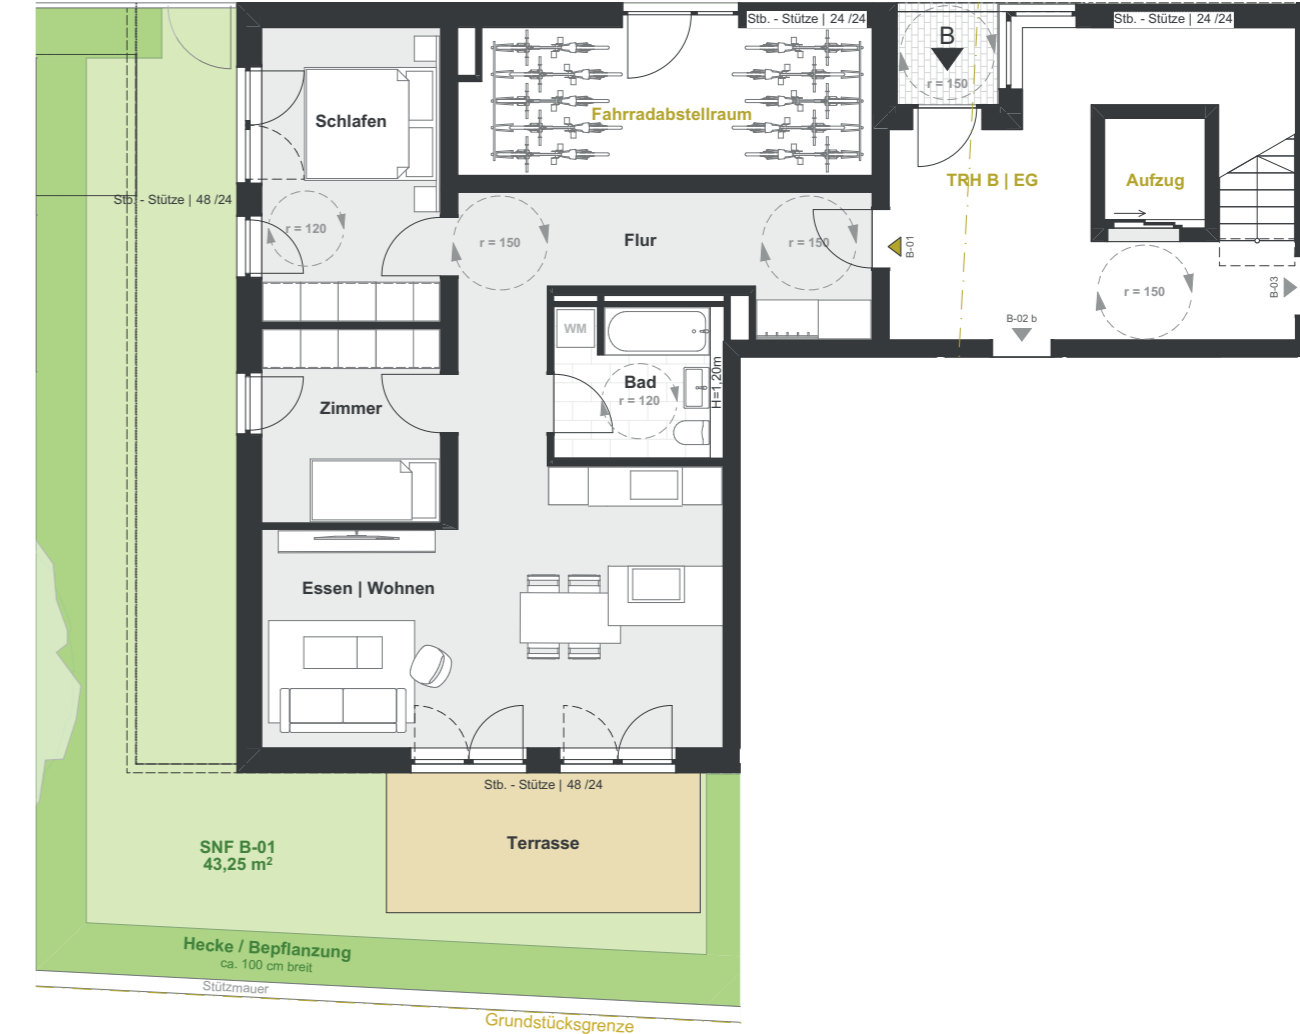 Stb. - Stütze | 24 /24
Stb. - Stütze | 24 /24
B
r = 150
Schlafen
Fahrradabstellraum
TRH B | EG
Aufzug
Stb. - Stütze | 48 /24
r = 120
r = 150
Flur
r = 150
B-01
r = 150
B-03
B-02 b
WM
Bad
r = 120
H=1,20m
Zimmer
Essen | Wohnen
Stb. - Stütze | 48 /24
Terrasse
SNF B-01
43,25 m²
Hecke / Bepflanzung
ca. 100 cm breit
Stützmauer
Grundstücksgrenze